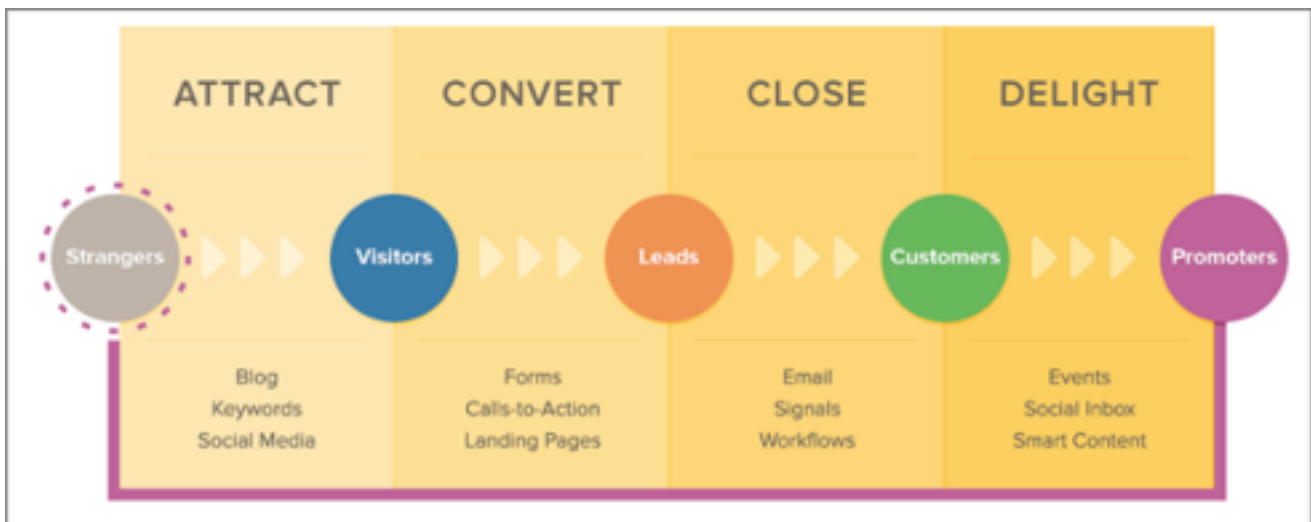 ATTRACT CONVERT CLOSE DELIGHT
Strangers Visitors Leads Customers Promoters
Blog Forms Email Events
Keywords Calls-to-Action Signals Social Inbox
Social Media Landing Pages Workflows Smart Content